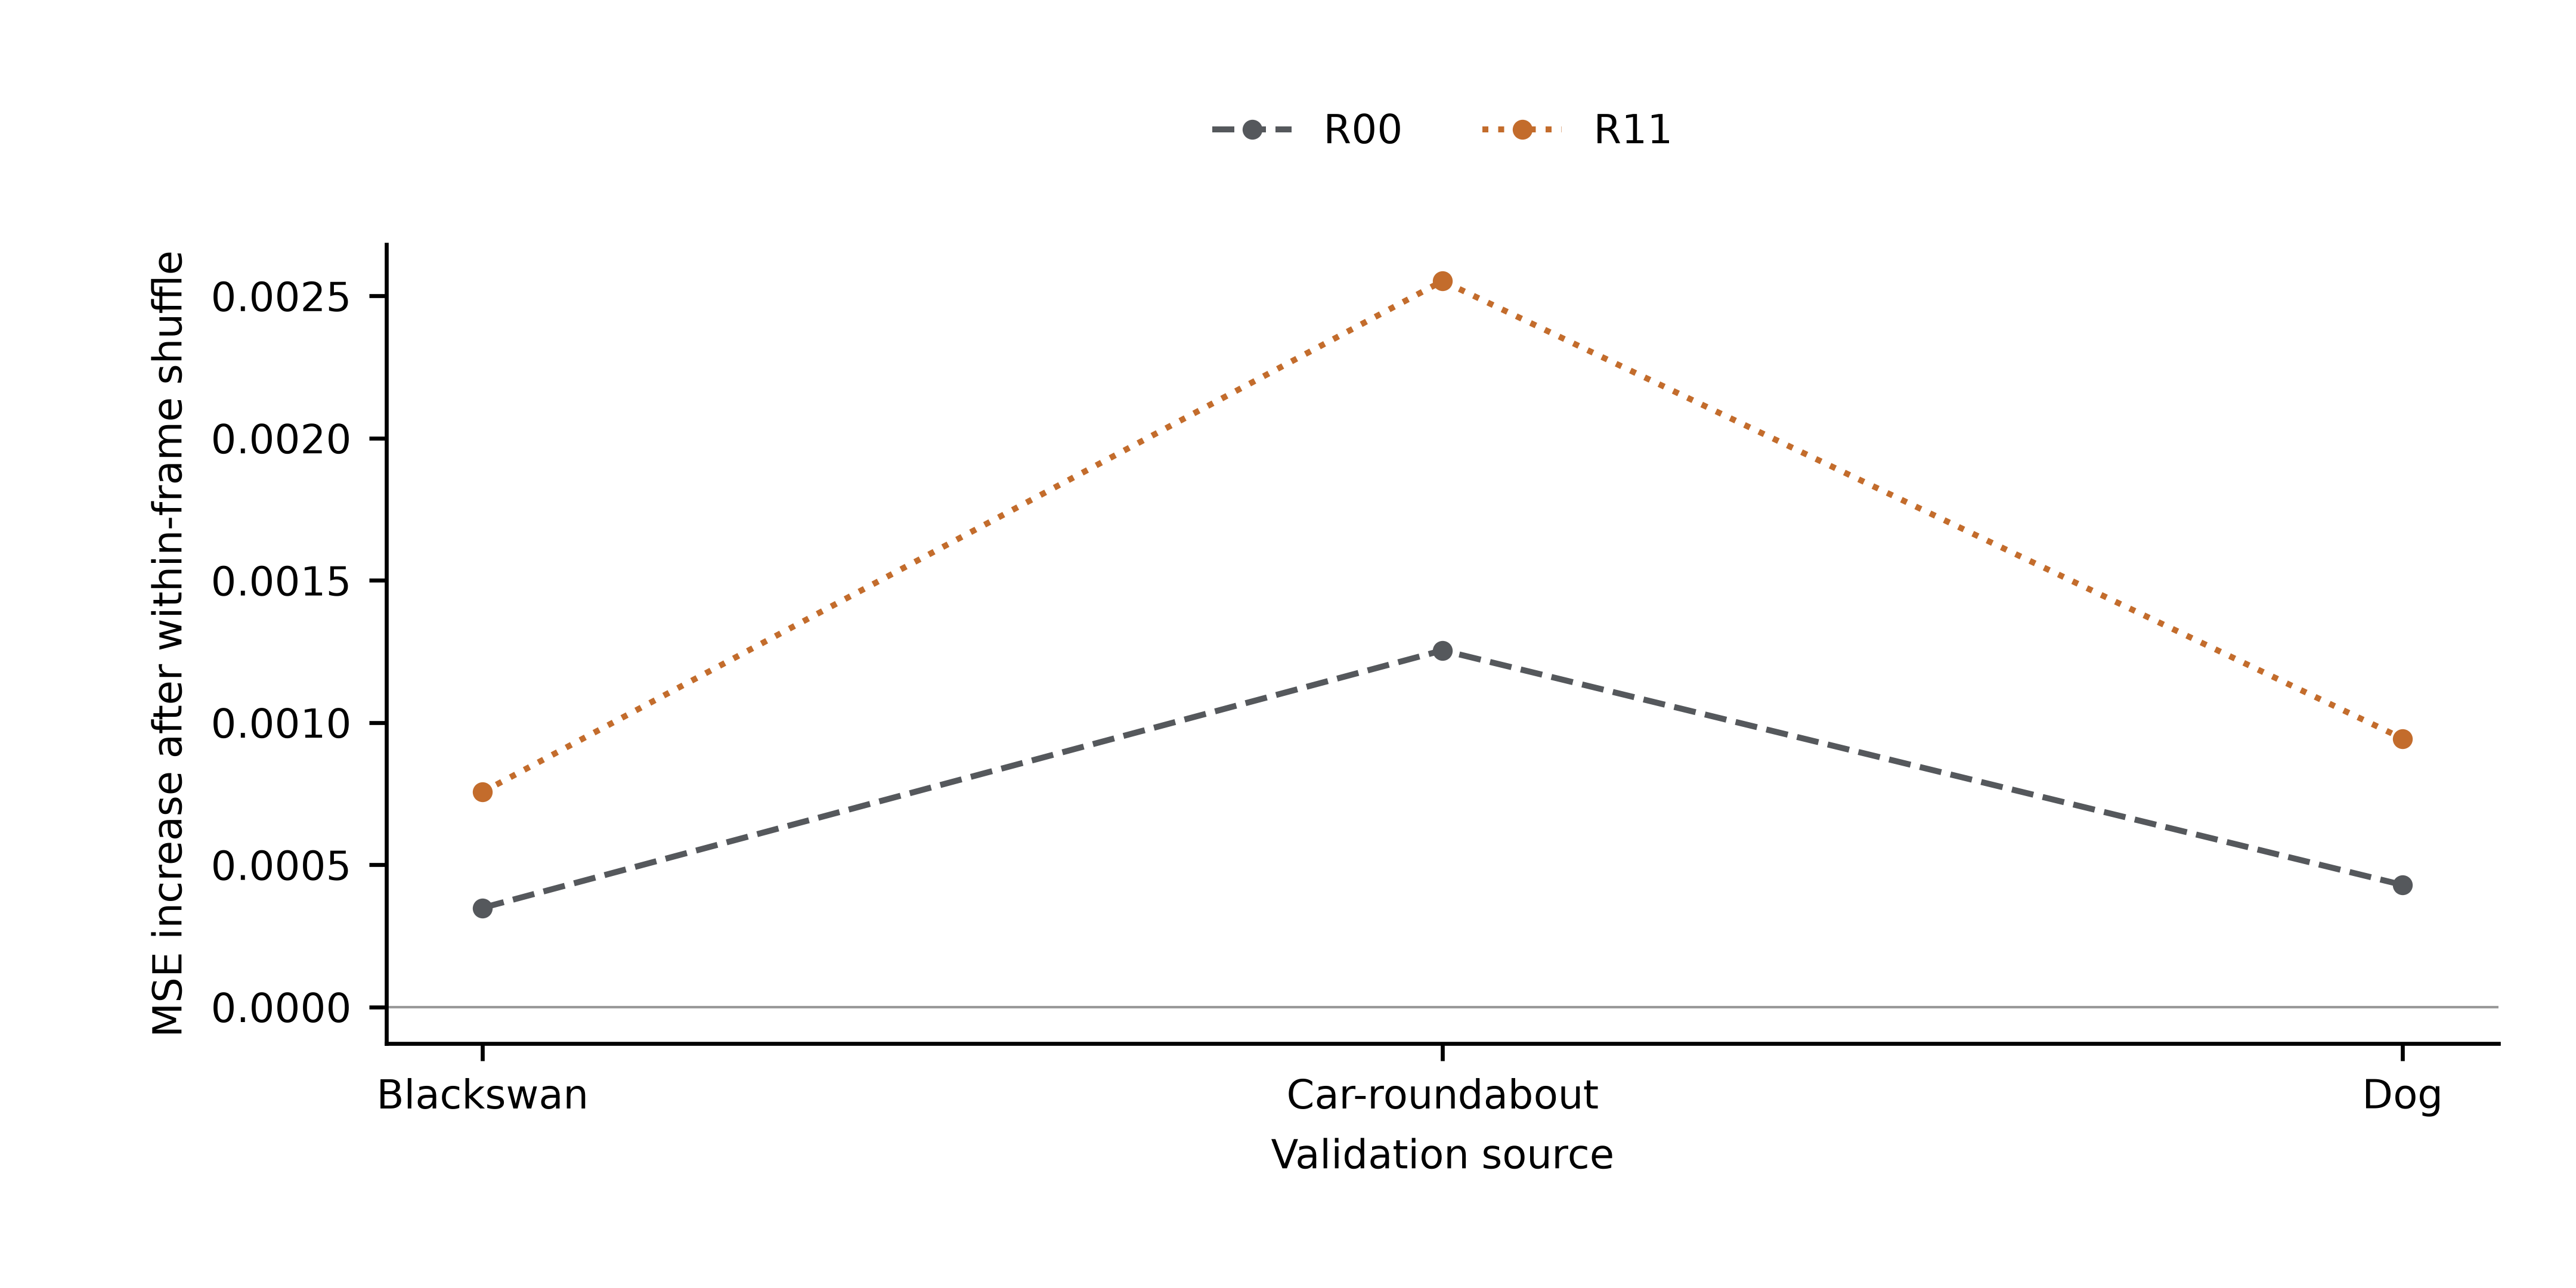 R00 R11
MSE increase after within-frame shuffle
0.0025
0.0020
0.0015
0.0010
0.0005
0.0000
Blackswan Car-roundabout Dog
Validation source